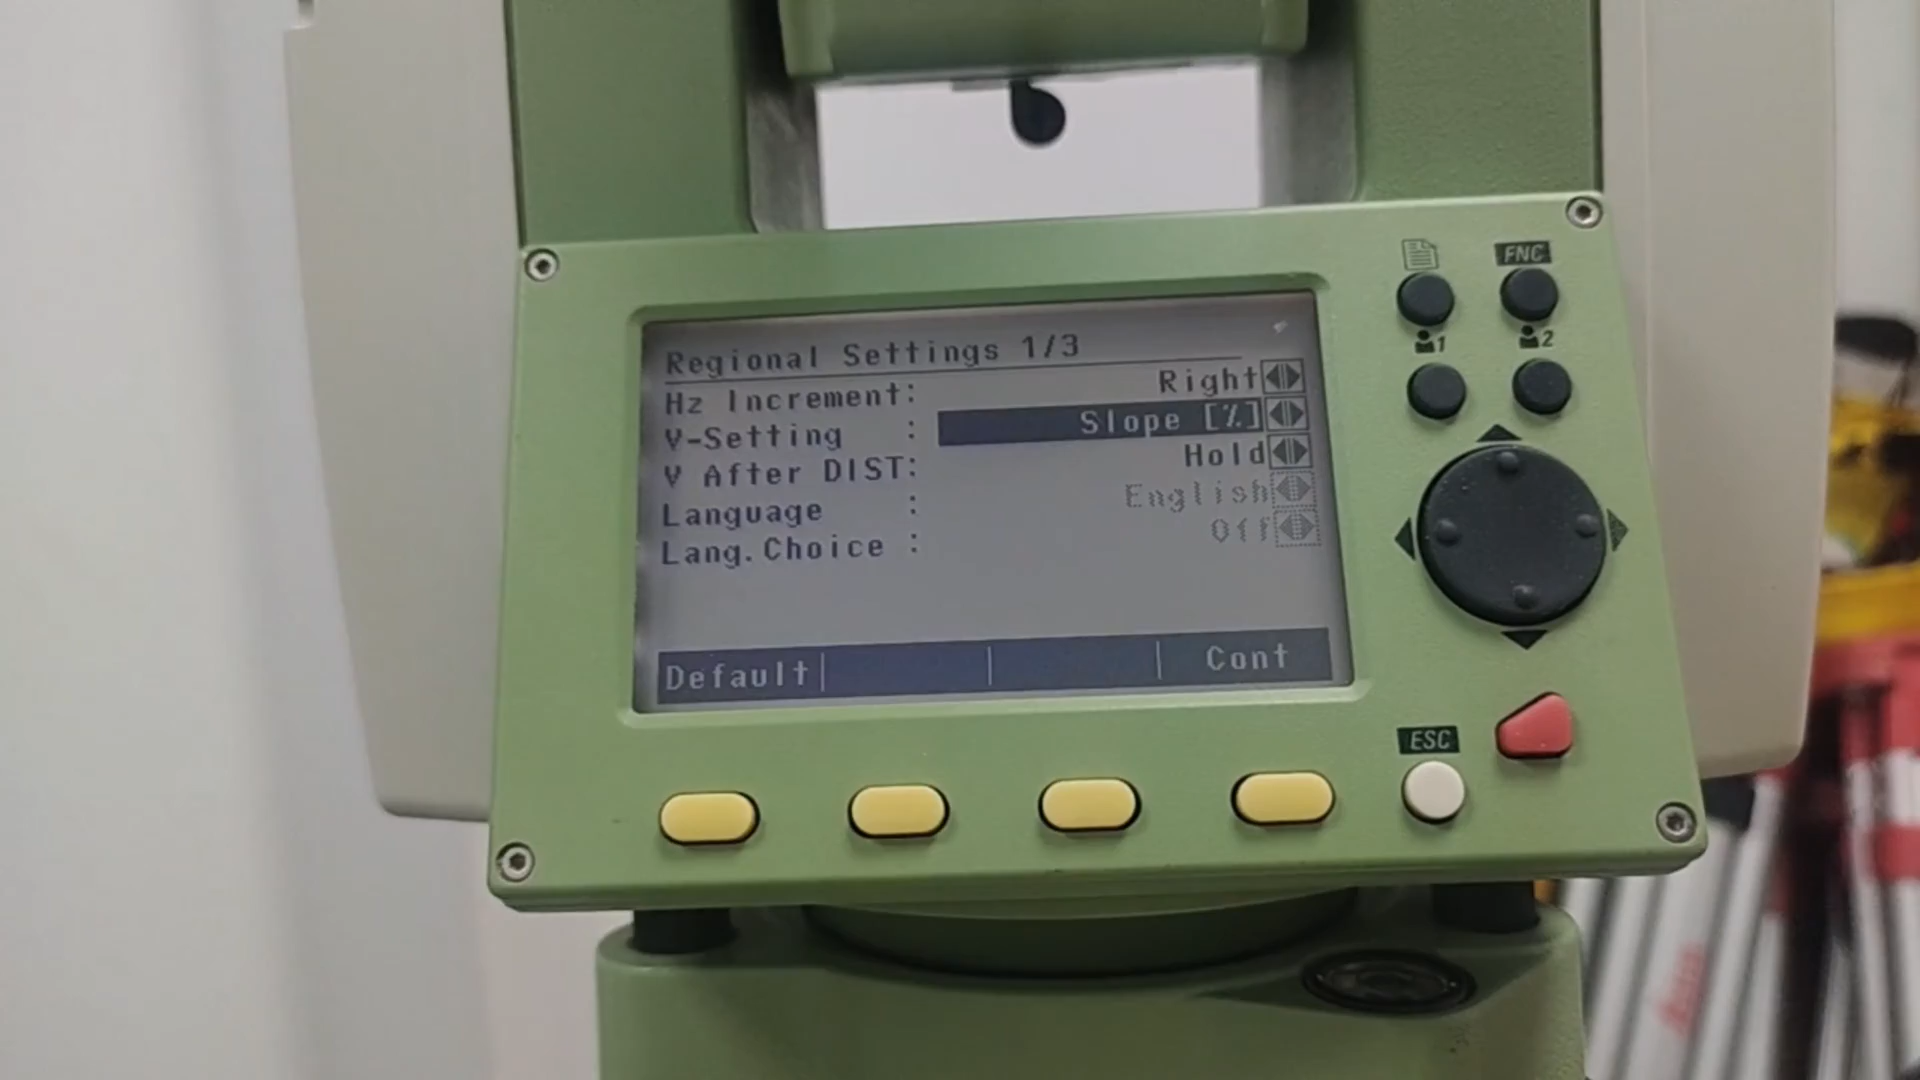 FNC
1
2
Regional Settings 1/3
Hz Increment: Right
V-Setting : Slope [%]
V After DIST: Hold
Language : English
Lang.Choice : Off
Default Cont
ESC